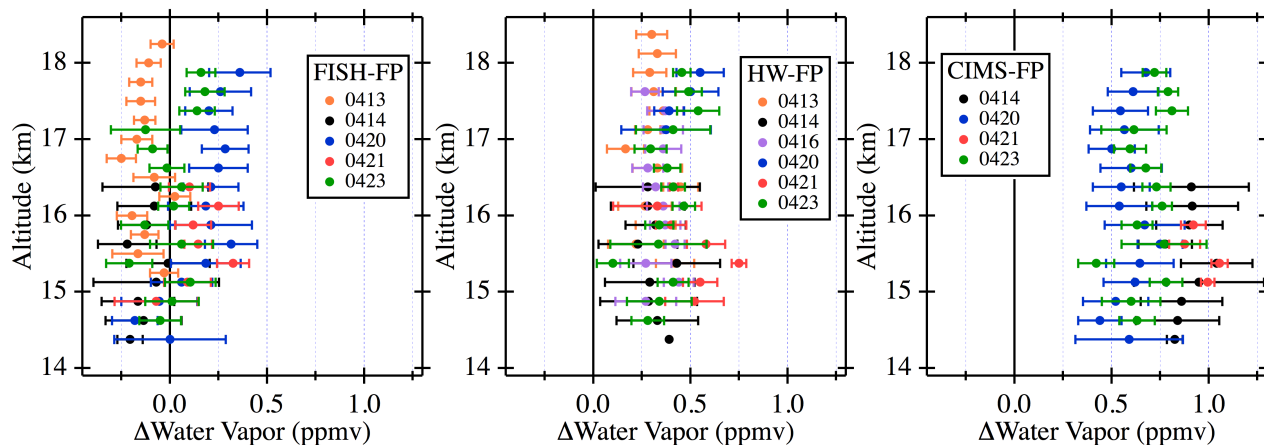 18
17
16
15
14
Altitude (km)
FISH-FP
0413
0414
0420
0421
0423
0.0 0.5 1.0
ΔWater Vapor (ppmv)
18
17
16
15
14
Altitude (km)
HW-FP
0413
0414
0416
0420
0421
0423
0.0 0.5 1.0
ΔWater Vapor (ppmv)
18
17
16
15
14
Altitude (km)
CIMS-FP
0414
0420
0421
0423
0.0 0.5 1.0
ΔWater Vapor (ppmv)